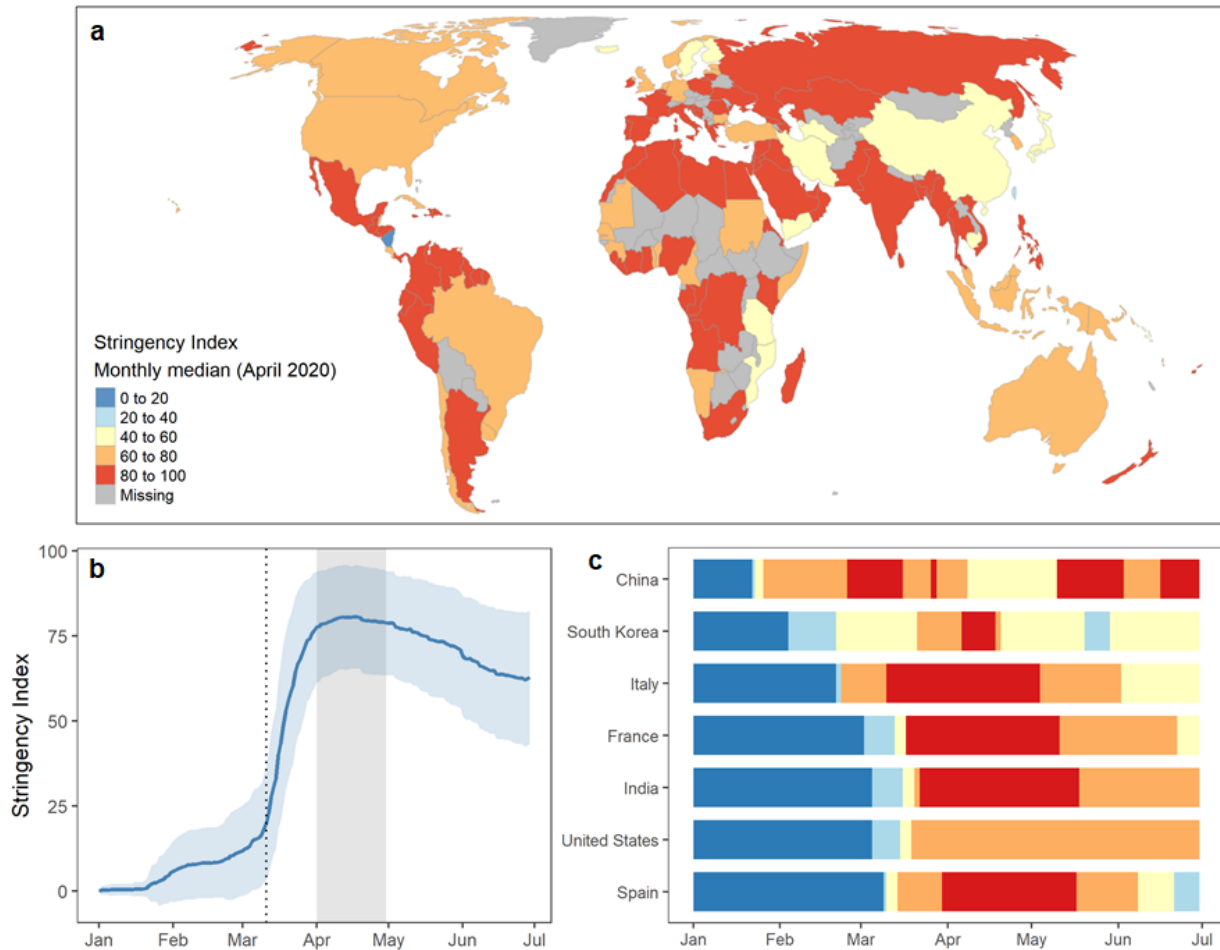 a
Stringency Index
Monthly median (April 2020)
0 to 20
20 to 40
40 to 60
60 to 80
80 to 100
Missing
b
Stringency Index
100
75
50
25
0
Jan Feb Mar Apr May Jun Jul
c
China
South Korea
Italy
France
India
United States
Spain
Jan Feb Mar Apr May Jun Jul